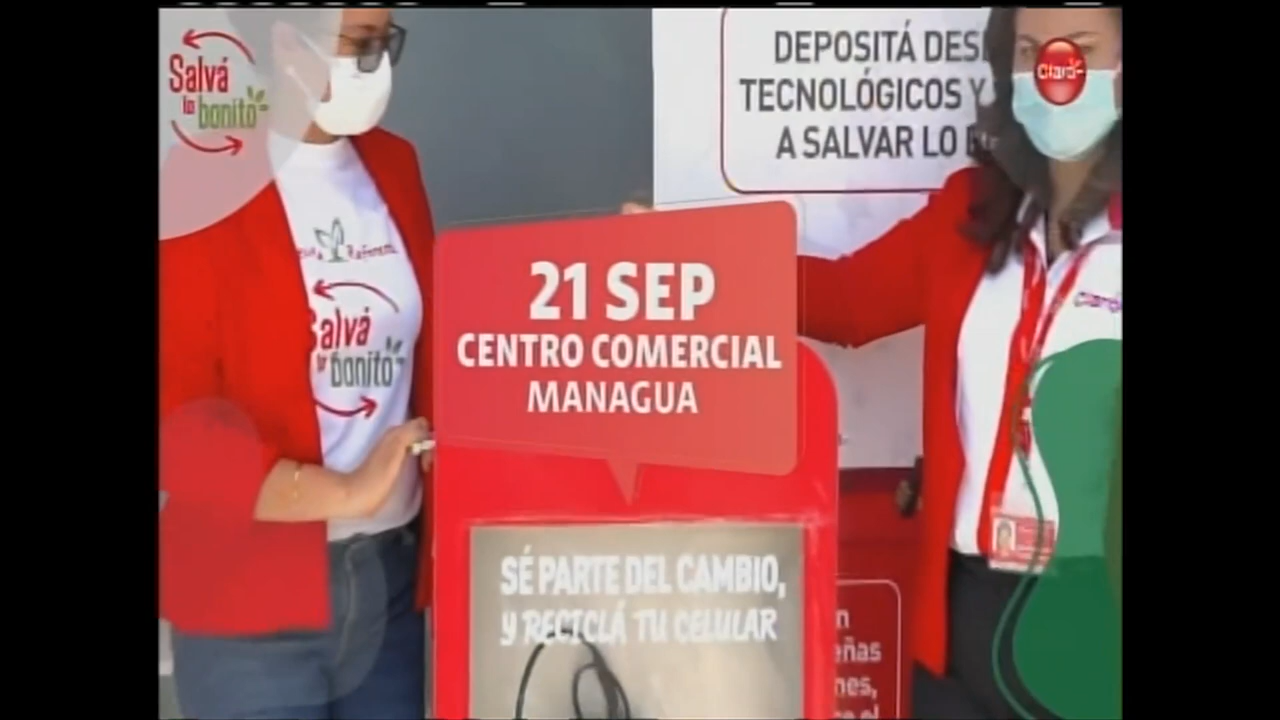 Salvá
lo bonito
DEPOSITÁ
TECNOLÓGICOS Y
A SALVAR LO
Claro
21 SEP
CENTRO COMERCIAL
MANAGUA
Salvá
lo bonito
Claro
SÉ PARTE DEL CAMBIO,
Y RECICLÁ TU CELULAR